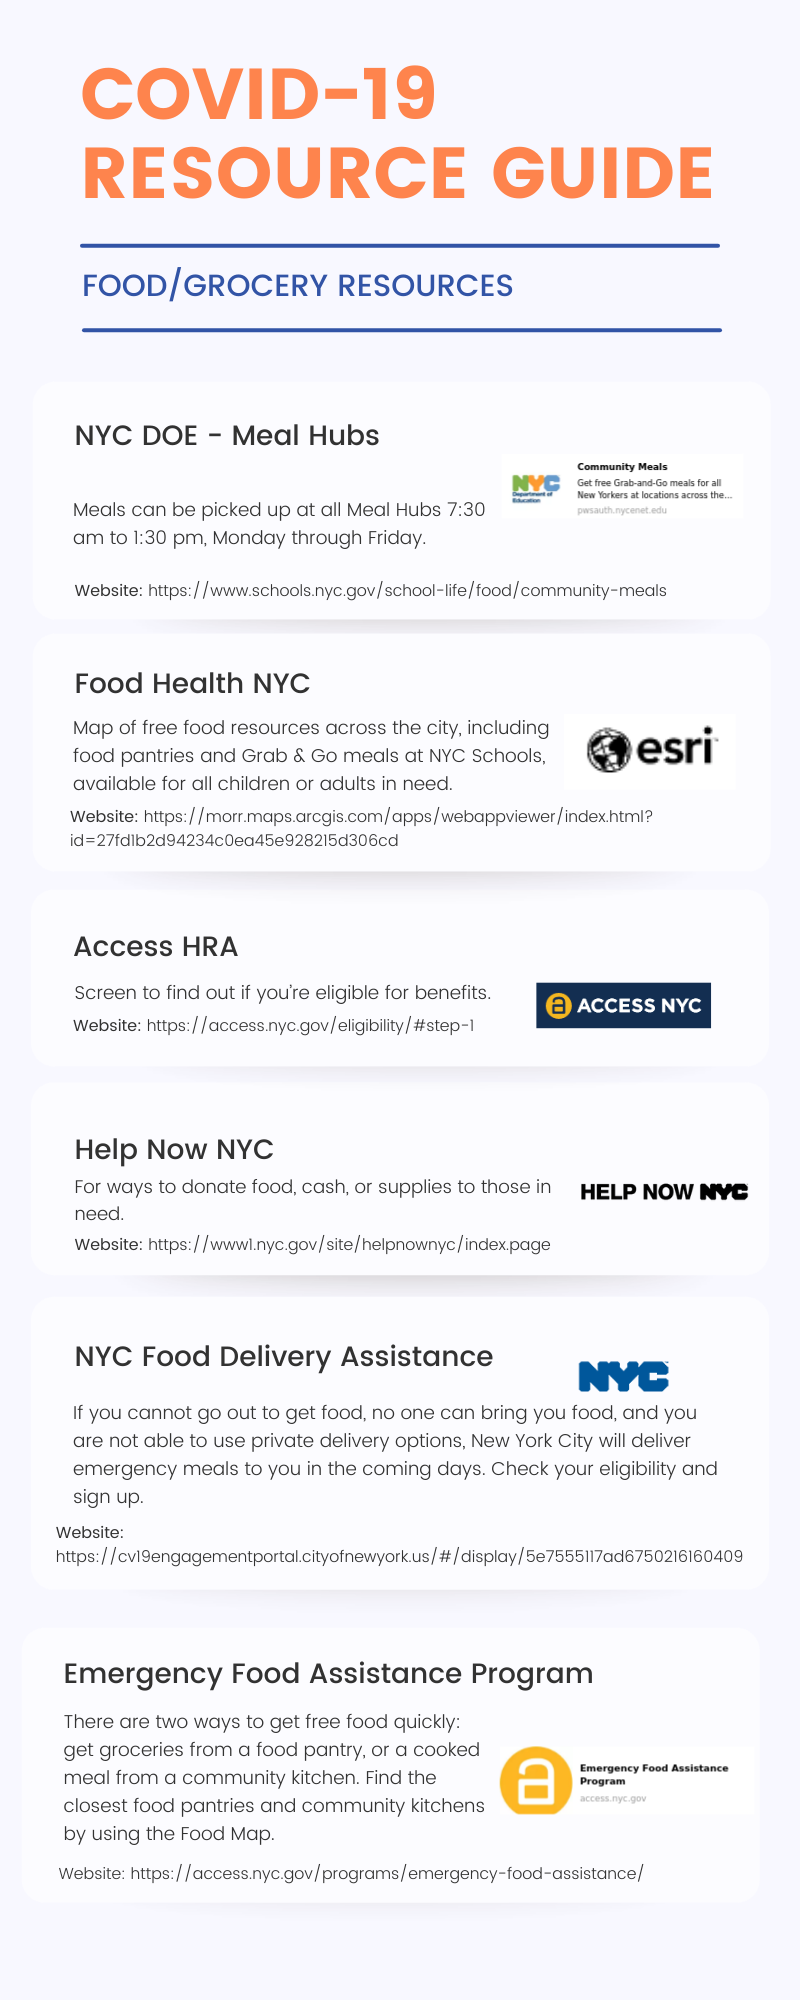 COVID-19
RESOURCE GUIDE
FOOD/GROCERY RESOURCES
NYC DOE - Meal Hubs
Meals can be picked up at all Meal Hubs 7:30
am to 1:30 pm, Monday through Friday.
NYC
Department of
Education
Community Meals
Get free Grab-and-Go meals for all
New Yorkers at locations across the...
pwsauth.nycenet.edu
Website: https://www.schools.nyc.gov/school-life/food/community-meals
Food Health NYC
Map of free food resources across the city, including
food pantries and Grab & Go meals at NYC Schools,
available for all children or adults in need.
esri
Website: https://morr.maps.arcgis.com/apps/webappviewer/index.html?
id=27fd1b2d94234c0ea45e928215d306cd
Access HRA
Screen to find out if you're eligible for benefits.
Website: https://access.nyc.gov/eligibility/#step-1
a ACCESS NYC
Help Now NYC
For ways to donate food, cash, or supplies to those in
need.
HELP NOW NYC
Website: https://www1.nyc.gov/site/helpnownyc/index.page
NYC Food Delivery Assistance
NYC
If you cannot go out to get food, no one can bring you food, and you
are not able to use private delivery options, New York City will deliver
emergency meals to you in the coming days. Check your eligibility and
sign up.
Website:
https://cv19engagementportal.cityofnewyork.us/#/display/5e7555117ad6750216160409
Emergency Food Assistance Program
There are two ways to get free food quickly:
get groceries from a food pantry, or a cooked
meal from a community kitchen. Find the
closest food pantries and community kitchens
by using the Food Map.
a
Emergency Food Assistance
Program
access.nyc.gov
Website: https://access.nyc.gov/programs/emergency-food-assistance/